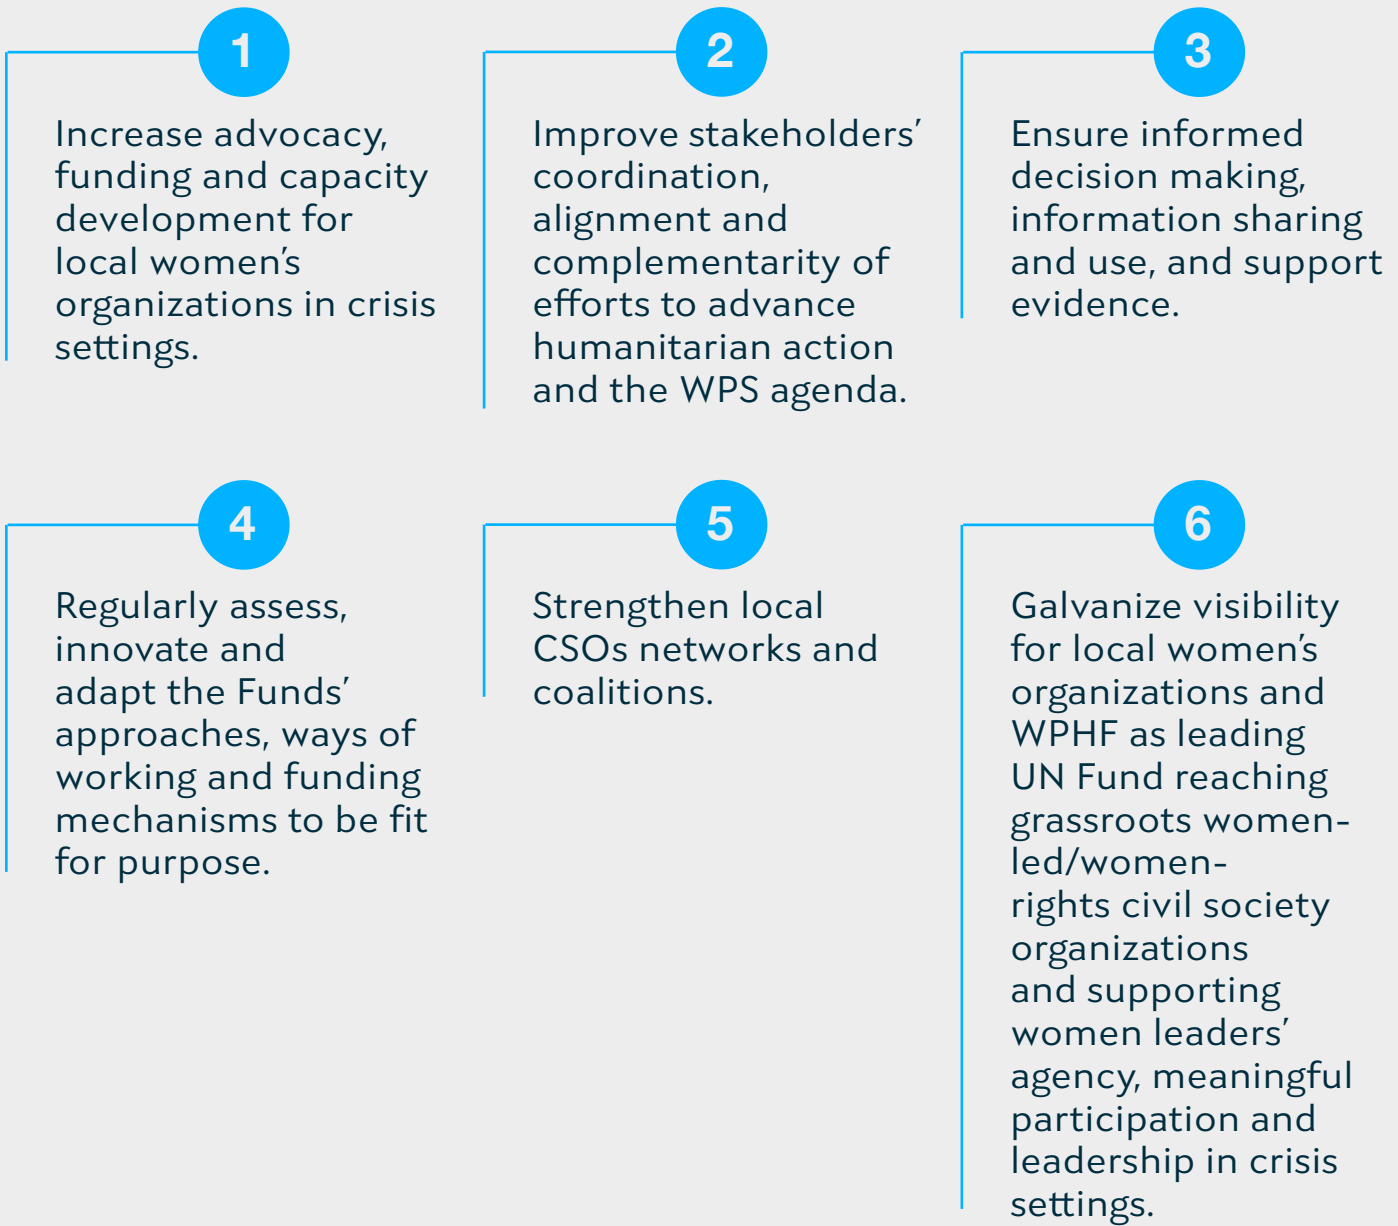 1
Increase advocacy,
funding and capacity
development for
local women's
organizations in crisis
settings.
2
Improve stakeholders'
coordination,
alignment and
complementarity of
efforts to advance
humanitarian action
and the WPS agenda.
3
Ensure informed
decision making,
information sharing
and use, and support
evidence.
4
Regularly assess,
innovate and
adapt the Funds'
approaches, ways of
working and funding
mechanisms to be fit
for purpose.
5
Strengthen local
CSOs networks and
coalitions.
6
Galvanize visibility
for local women's
organizations and
WPHF as leading
UN Fund reaching
grassroots women-
led/women-
rights civil society
organizations
and supporting
women leaders'
agency, meaningful
participation and
leadership in crisis
settings.